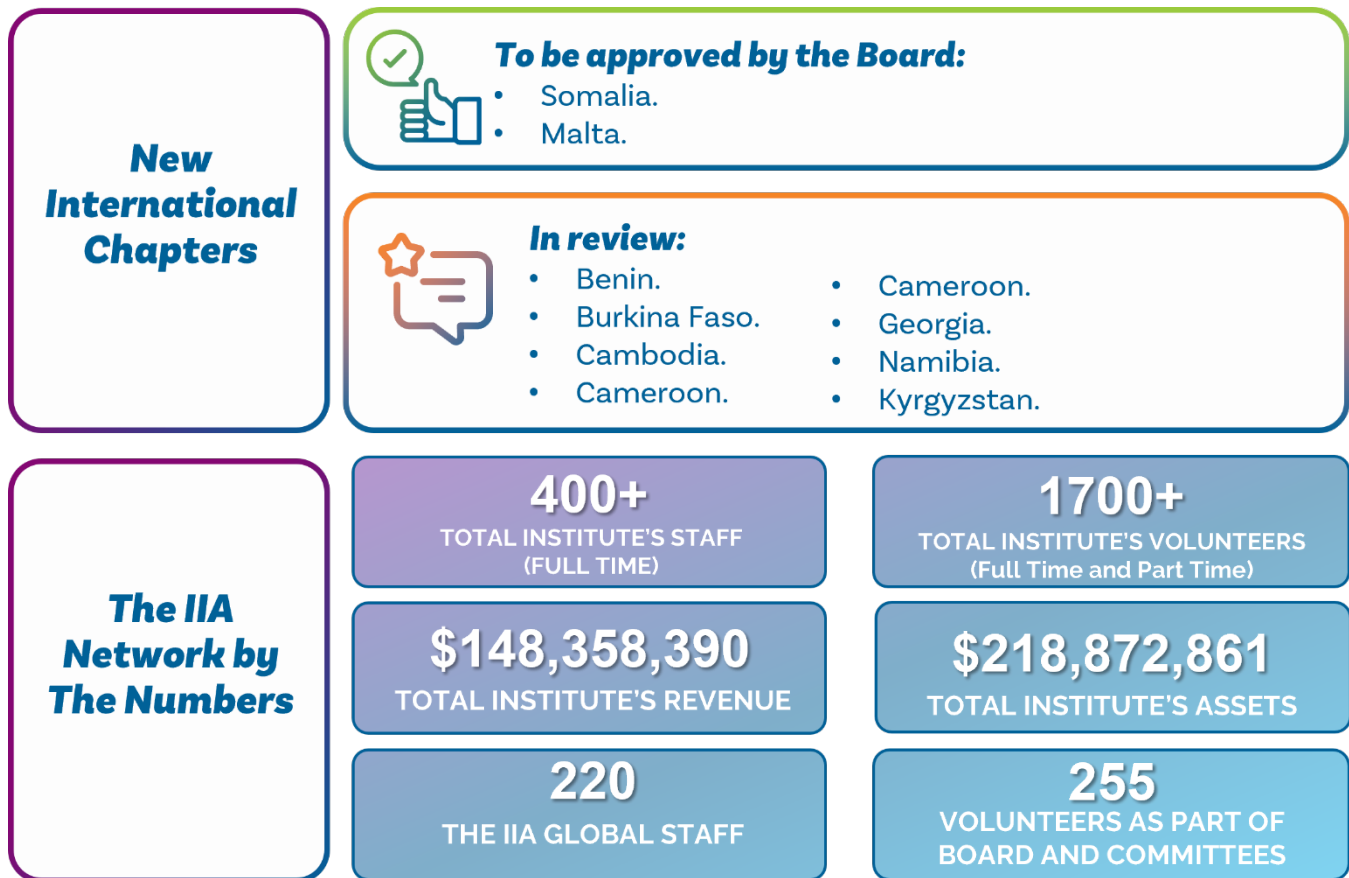 New
International
Chapters
To be approved by the Board:
• Somalia.
• Malta.
In review:
• Benin.
• Burkina Faso.
• Cambodia.
• Cameroon.
• Cameroon.
• Georgia.
• Namibia.
• Kyrgyzstan.
The IIA
Network by
The Numbers
400+
TOTAL INSTITUTE’S STAFF
(FULL TIME)
1700+
TOTAL INSTITUTE’S VOLUNTEERS
(Full Time and Part Time)
$148,358,390
TOTAL INSTITUTE’S REVENUE
$218,872,861
TOTAL INSTITUTE’S ASSETS
220
THE IIA GLOBAL STAFF
255
VOLUNTEERS AS PART OF
BOARD AND COMMITTEES